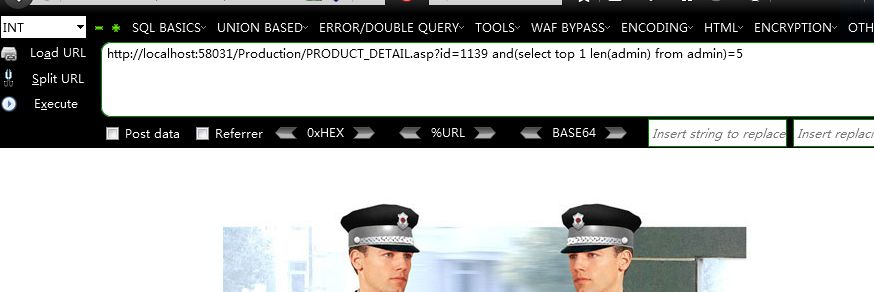 INT SQL BASICS UNION BASED ERROR/DOUBLE QUERY TOOLS WAF BYPASS ENCODING HTML ENCRYPTION OTH
Load URL
http://localhost:58031/Production/PRODUCT_DETAIL.asp?id=1139 and(select top 1 len(admin) from admin)=5
Split URL
Execute
Post data Referrer 0xHEX %URL BASE64 Insert string to replace Insert replaci